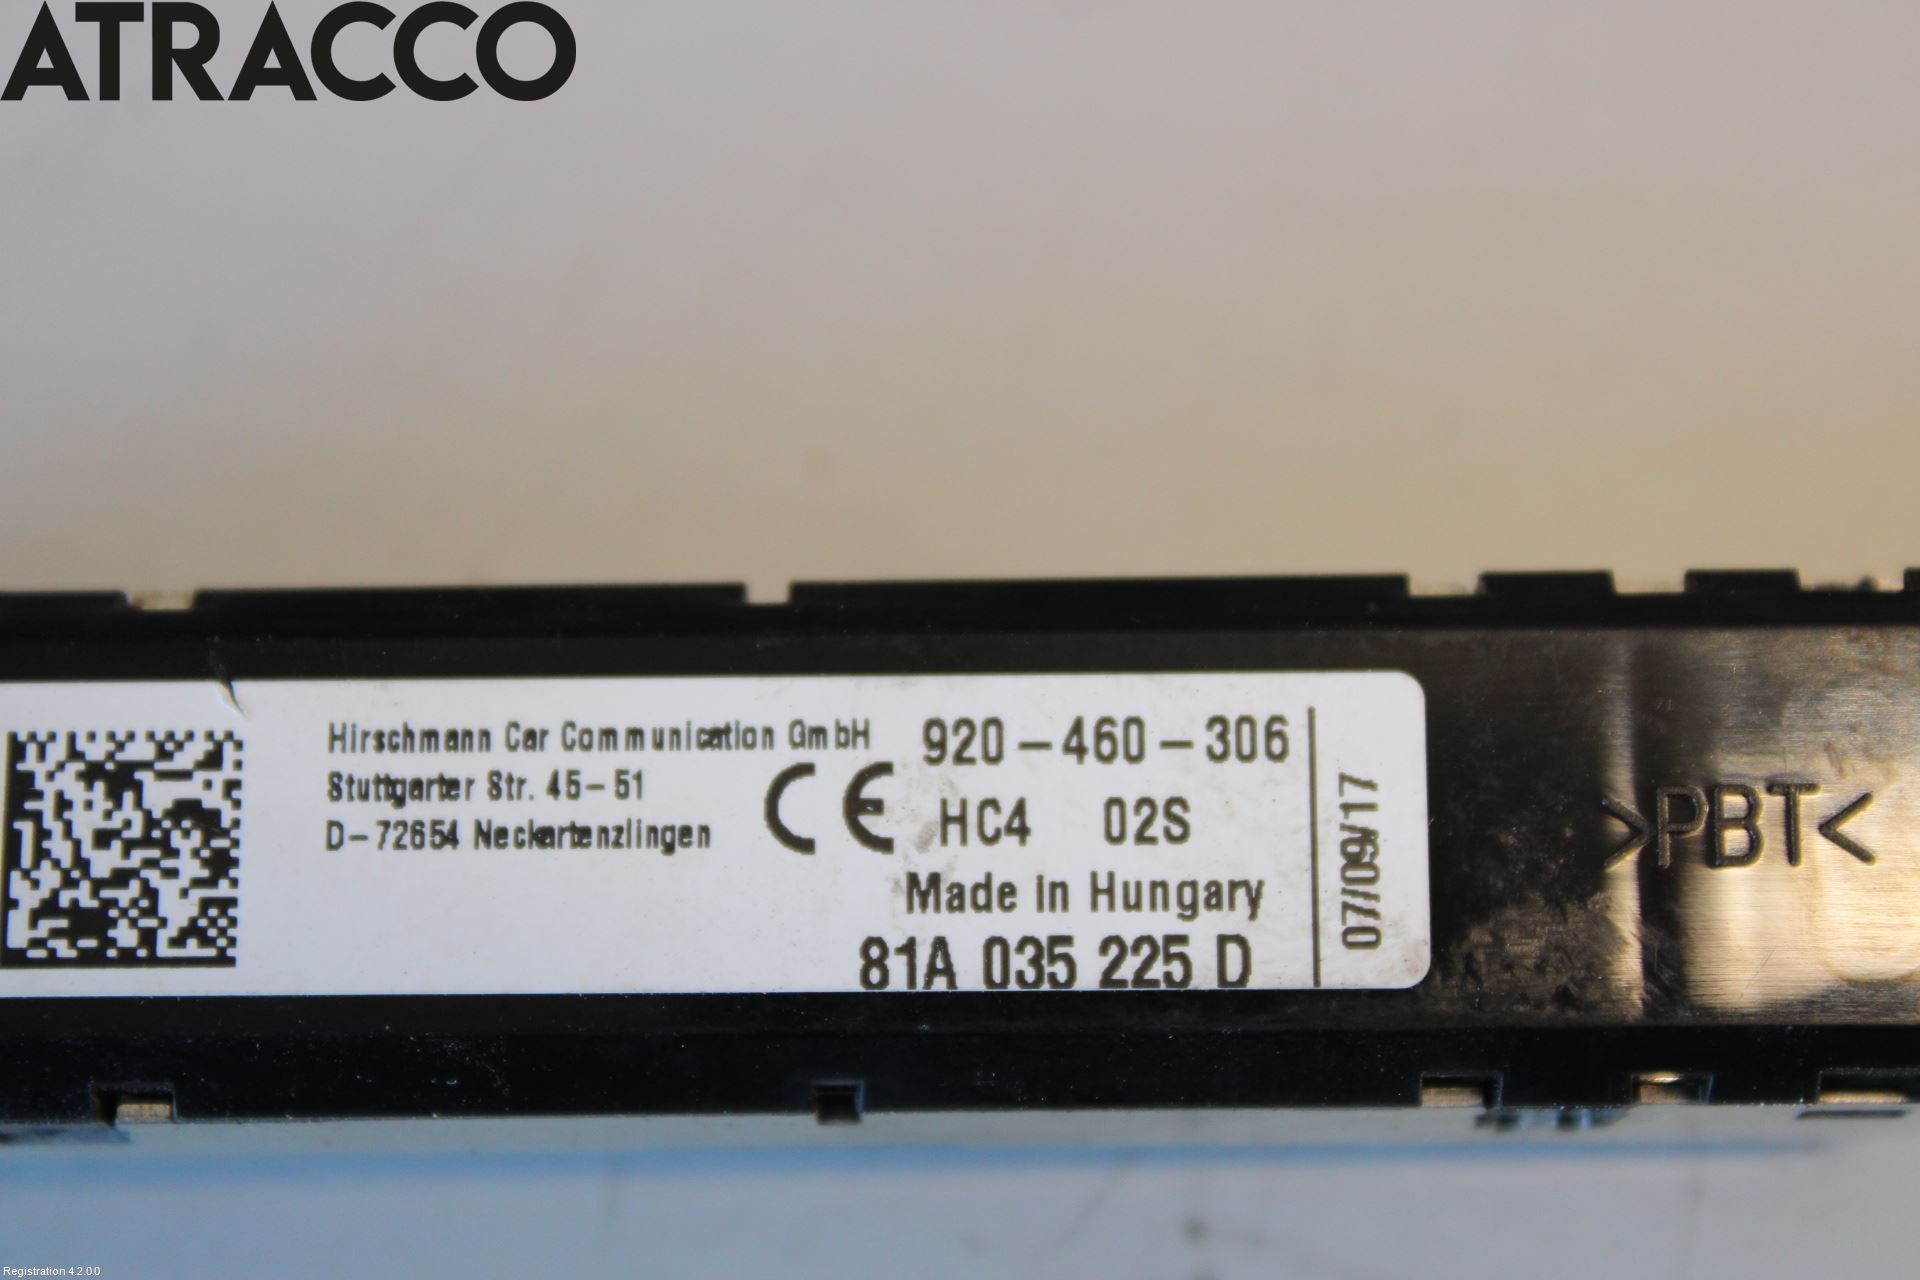 ATRACCO
Hirschmann Car Communication GmbH
Stuttgarter Str. 45-51
D-72654 Neckartenzlingen
CE
920-460-306
HC4 02S
Made in Hungary
81A 035 225 D
07/09/17
>PBT<
Registration 4.2.0.0